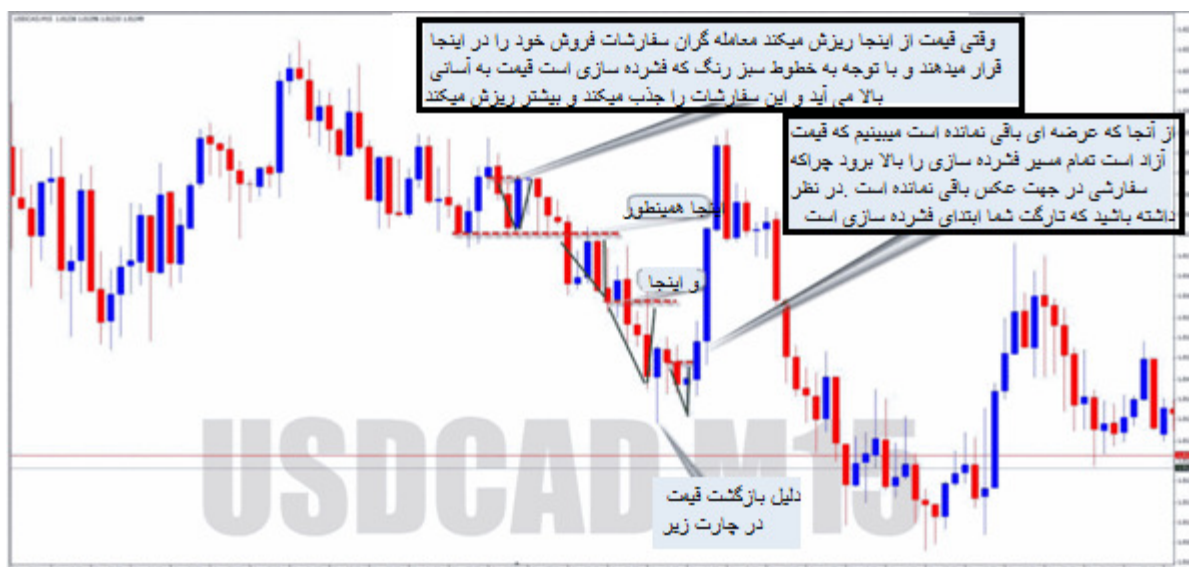 وقتی قیمت از اینجا ریزش میکند معامله گران سفارشات فروش خود را در اینجا
قرار میدهند و با توجه به خطوط سبز رنگ که فشرده سازی است قیمت به آسانی
بالا می آید و این سفارشات را جذب میکند و بیشتر ریزش میکند
از آنجا که عرضه ای باقی نمانده است میبینیم که قیمت
آزاد است تمام مسیر فشرده سازی را بالا برود چراکه
سفارشی در جهت عکس باقی نمانده است .در نظر
داشته باشید که تارگت شما ابتدای فشرده سازی است
اینجا همینطور
و اینجا
دلیل بازگشت قیمت
در چارت زیر
USDCAD M15